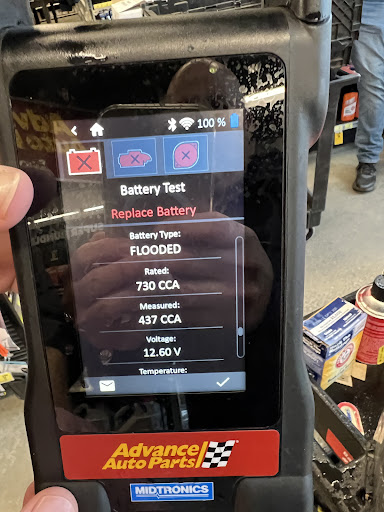 100 %
Battery Test
Replace Battery
Battery Type:
FLOODED
Rated:
730 CCA
Measured:
437 CCA
Voltage:
12.60 V
Temperature:
Advance
Auto Parts
MIDTRONICS